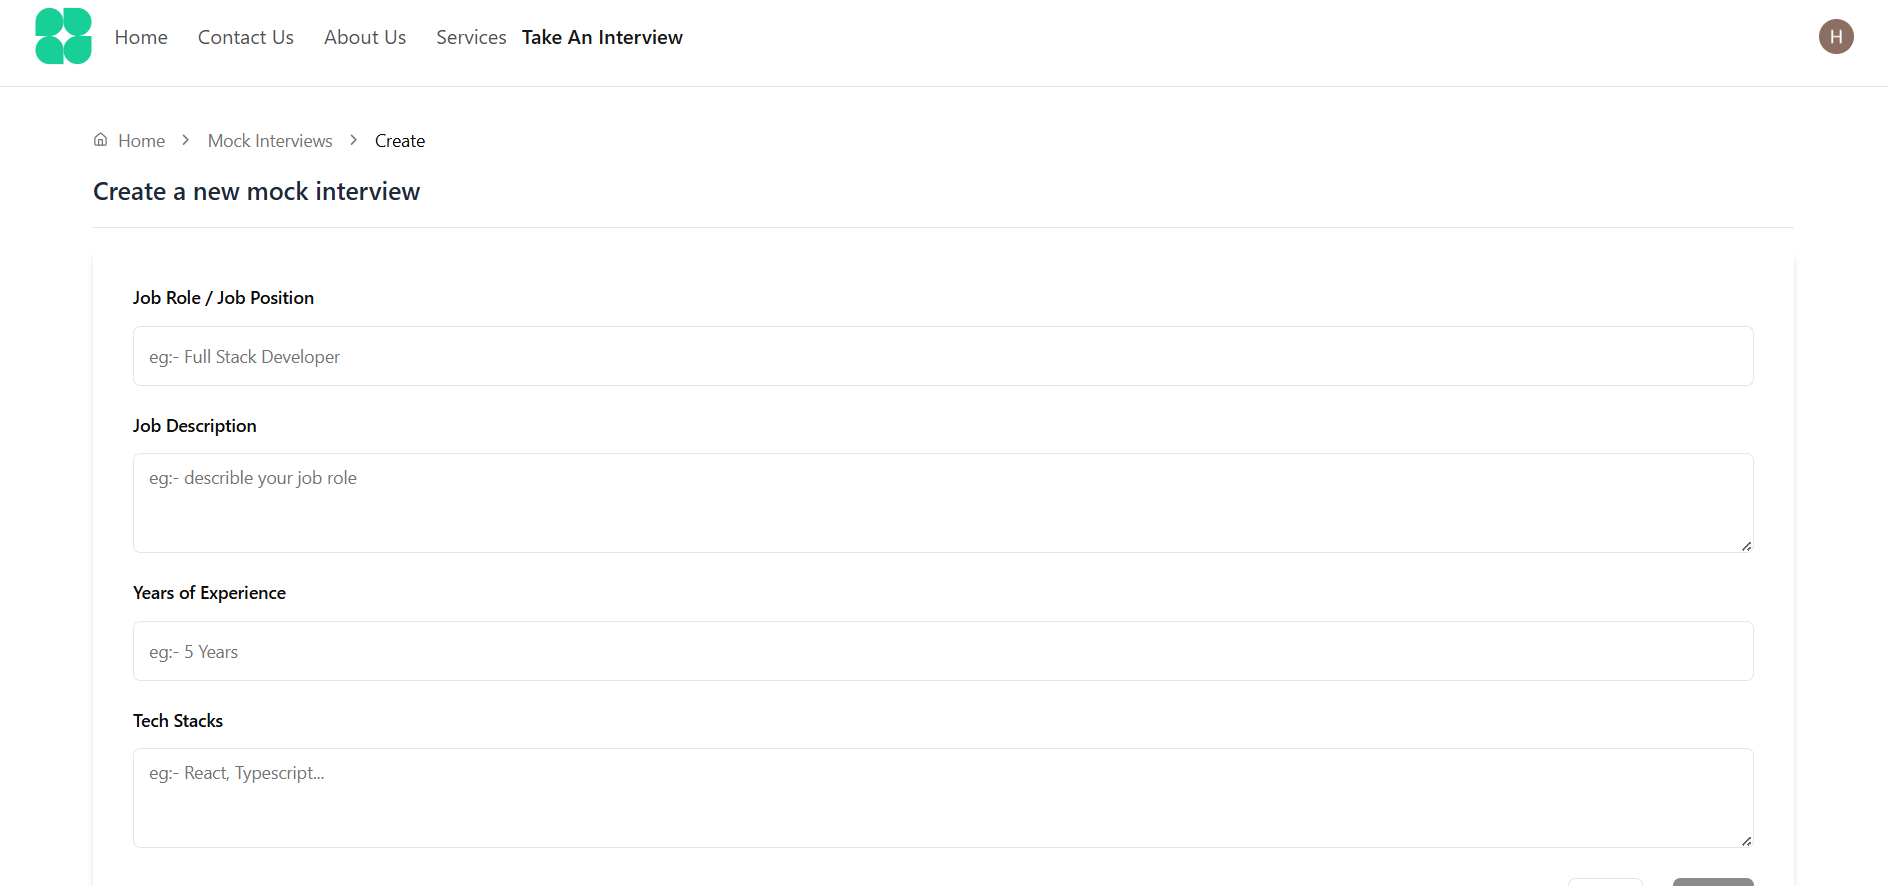 Home Contact Us About Us Services Take An Interview H
Home Mock Interviews Create
Create a new mock interview
Job Role / Job Position
eg:- Full Stack Developer
Job Description
eg:- describle your job role
Years of Experience
eg:- 5 Years
Tech Stacks
eg:- React, Typescript...